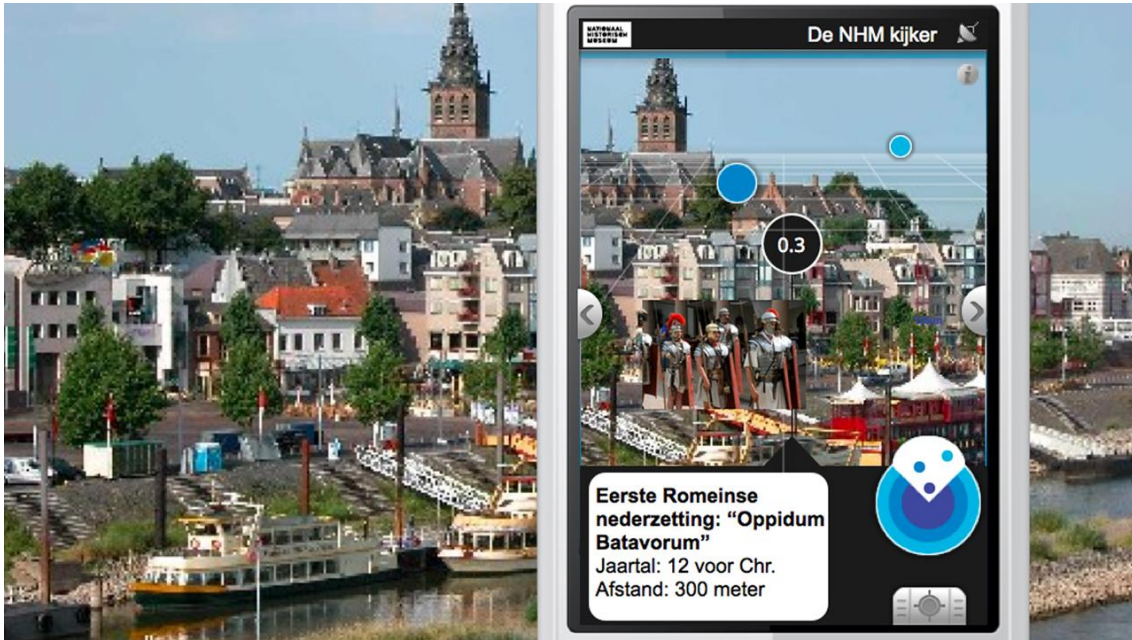 NATIONAAL
HISTORISCH
MUSEUM
De NHM kijker
i
0.3
Eerste Romeinse
nederzetting: “Oppidum
Batavorum”
Jaartal: 12 voor Chr.
Afstand: 300 meter